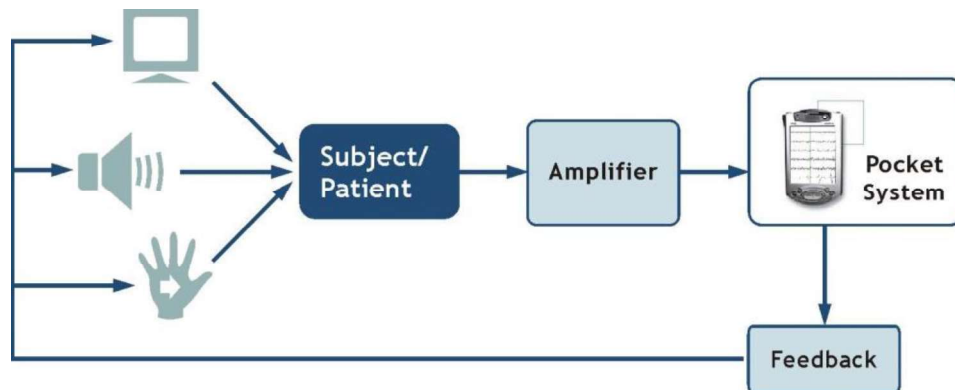 Subject/
Patient
Amplifier
Pocket
System
Feedback